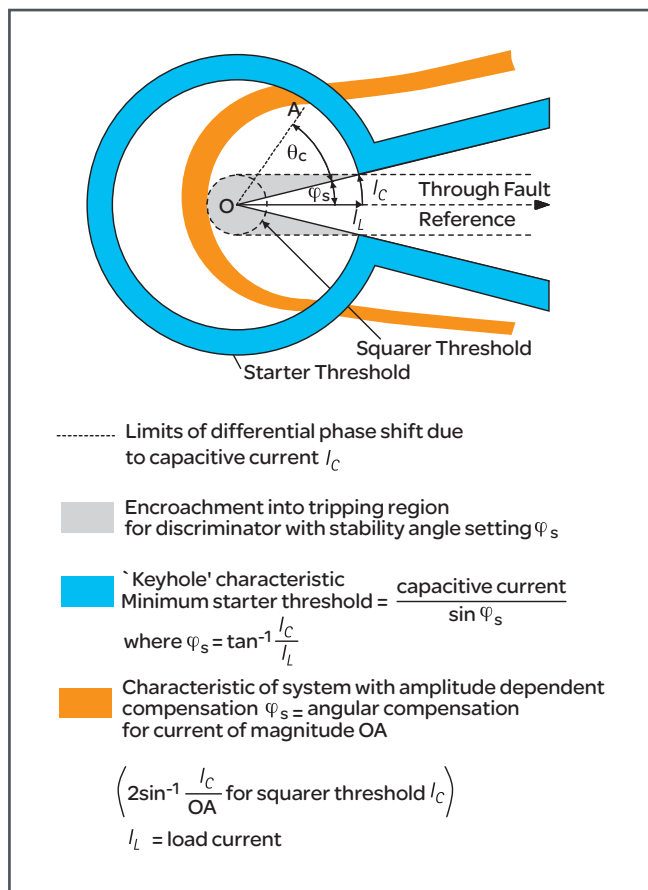 A
θc
φs
IC
Through Fault
O
IL
Reference
Squarer Threshold
Starter Threshold
Limits of differential phase shift due
to capacitive current IC
Encroachment into tripping region
for discriminator with stability angle setting φs
`Keyhole' characteristic
Minimum starter threshold = capacitive current / sin φs
where φs = tan-1 IC / IL
Characteristic of system with amplitude dependent
compensation φs = angular compensation
for current of magnitude OA
(2sin-1 IC / OA for squarer threshold IC)
IL = load current